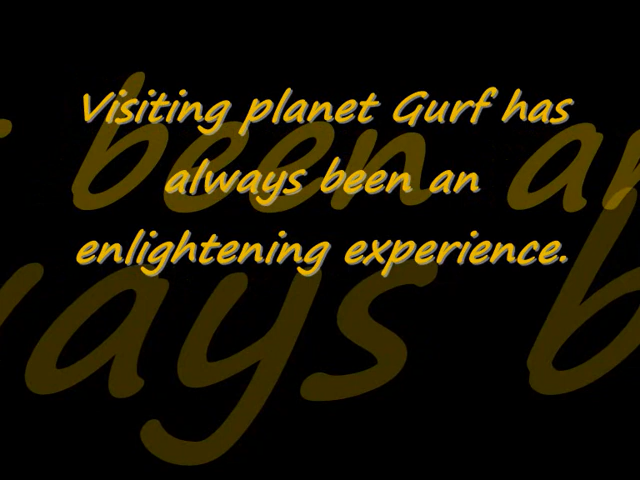 Visiting planet Gurf has
always been an
enlightening experience.